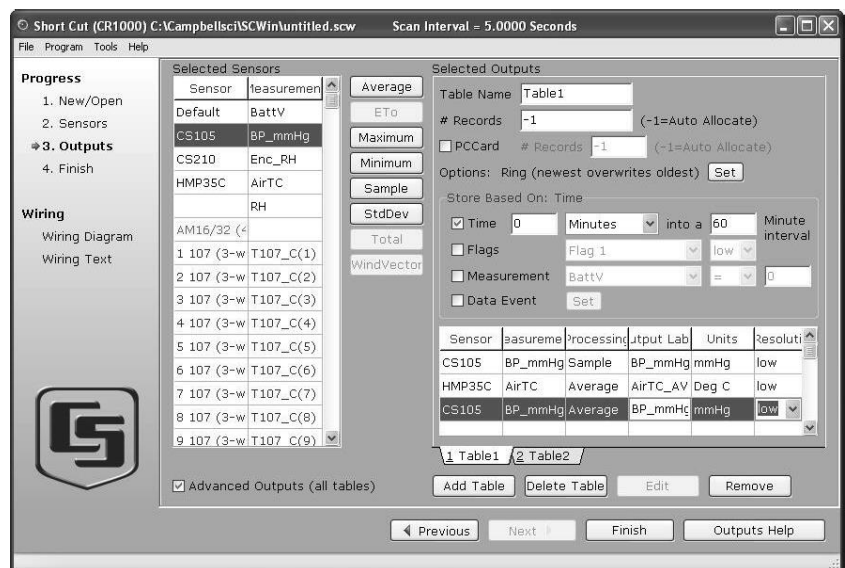 Short Cut (CR1000) C:\Campbellsci\SCWin\untitled.scw Scan Interval = 5.0000 Seconds
File Program Tools Help
Progress
1. New/Open
2. Sensors
3. Outputs
4. Finish
Wiring
Wiring Diagram
Wiring Text
Selected Sensors
Sensor Measuremen
Default BattV
CS105 BP_mmHg
CS210 Enc_RH
HMP35C AirTC
RH
AM16/32 (4
1 107 (3-w T107_C(1)
2 107 (3-w T107_C(2)
3 107 (3-w T107_C(3)
4 107 (3-w T107_C(4)
5 107 (3-w T107_C(5)
6 107 (3-w T107_C(6)
7 107 (3-w T107_C(7)
8 107 (3-w T107_C(8)
9 107 (3-w T107_C(9)
Advanced Outputs (all tables)
Average
ETo
Maximum
Minimum
Sample
StdDev
Total
WindVector
Selected Outputs
Table Name Table1
# Records -1 (-1=Auto Allocate)
PCCard # Records -1 (-1=Auto Allocate)
Options: Ring (newest overwrites oldest) Set
Store Based On: Time
Time 0 Minutes into a 60 Minute interval
Flags Flag 1 low
Measurement BattV = 0
Data Event Set
Sensor easureme Processing utput Lab Units Resoluti
CS105 BP_mmHg Sample BP_mmHg mmHg low
HMP35C AirTC Average AirTC_AV Deg C low
CS105 BP_mmHg Average BP_mmHg mmHg low
1 Table1 2 Table2
Add Table Delete Table Edit Remove
Previous Next Finish Outputs Help